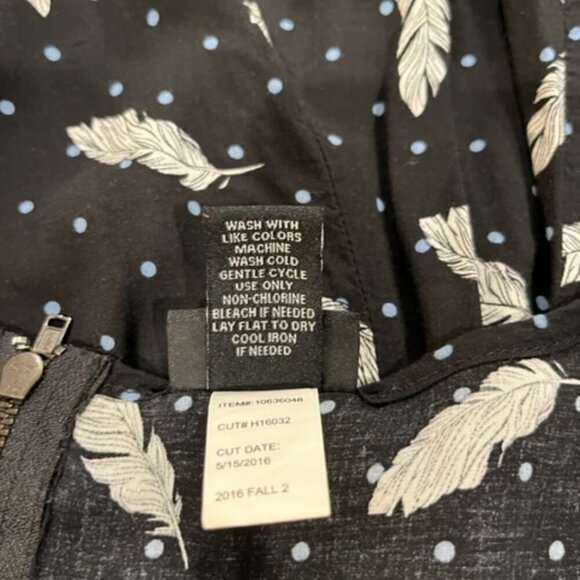 WASH WITH
LIKE COLORS
MACHINE
WASH COLD
GENTLE CYCLE
USE ONLY
NON-CHLORINE
BLEACH IF NEEDED
LAY FLAT TO DRY
COOL IRON
IF NEEDED
ITEM#:10636048
CUT# H16032
CUT DATE:
5/15/2016
2016 FALL 2